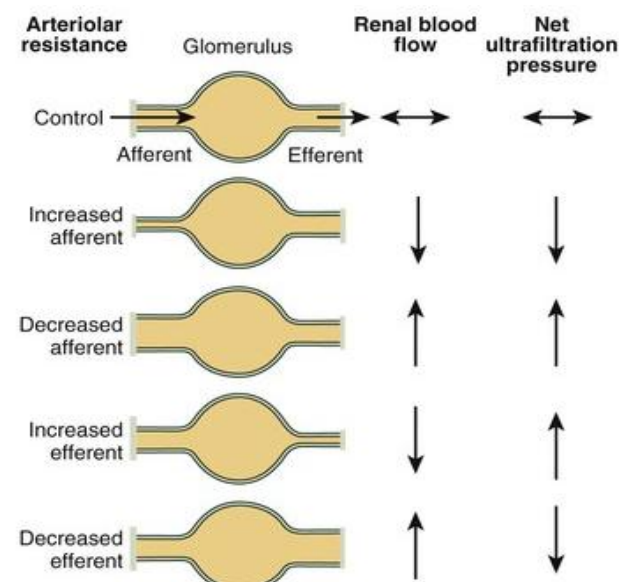 Arteriolar
resistance
Glomerulus
Renal blood
flow
Net
ultrafiltration
pressure
Control
Afferent
Efferent
Increased
afferent
Decreased
afferent
Increased
efferent
Decreased
efferent